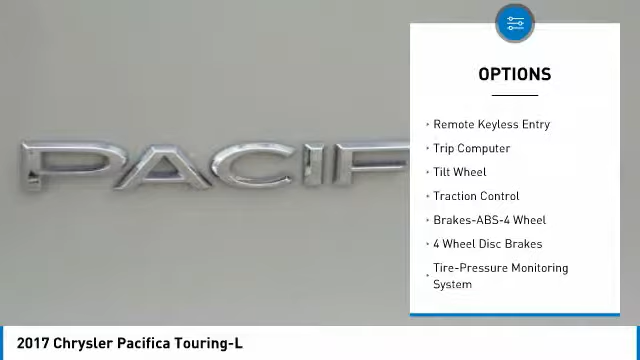 PACIF
OPTIONS
Remote Keyless Entry
Trip Computer
Tilt Wheel
Traction Control
Brakes-ABS-4 Wheel
4 Wheel Disc Brakes
Tire-Pressure Monitoring
System
2017 Chrysler Pacifica Touring-L